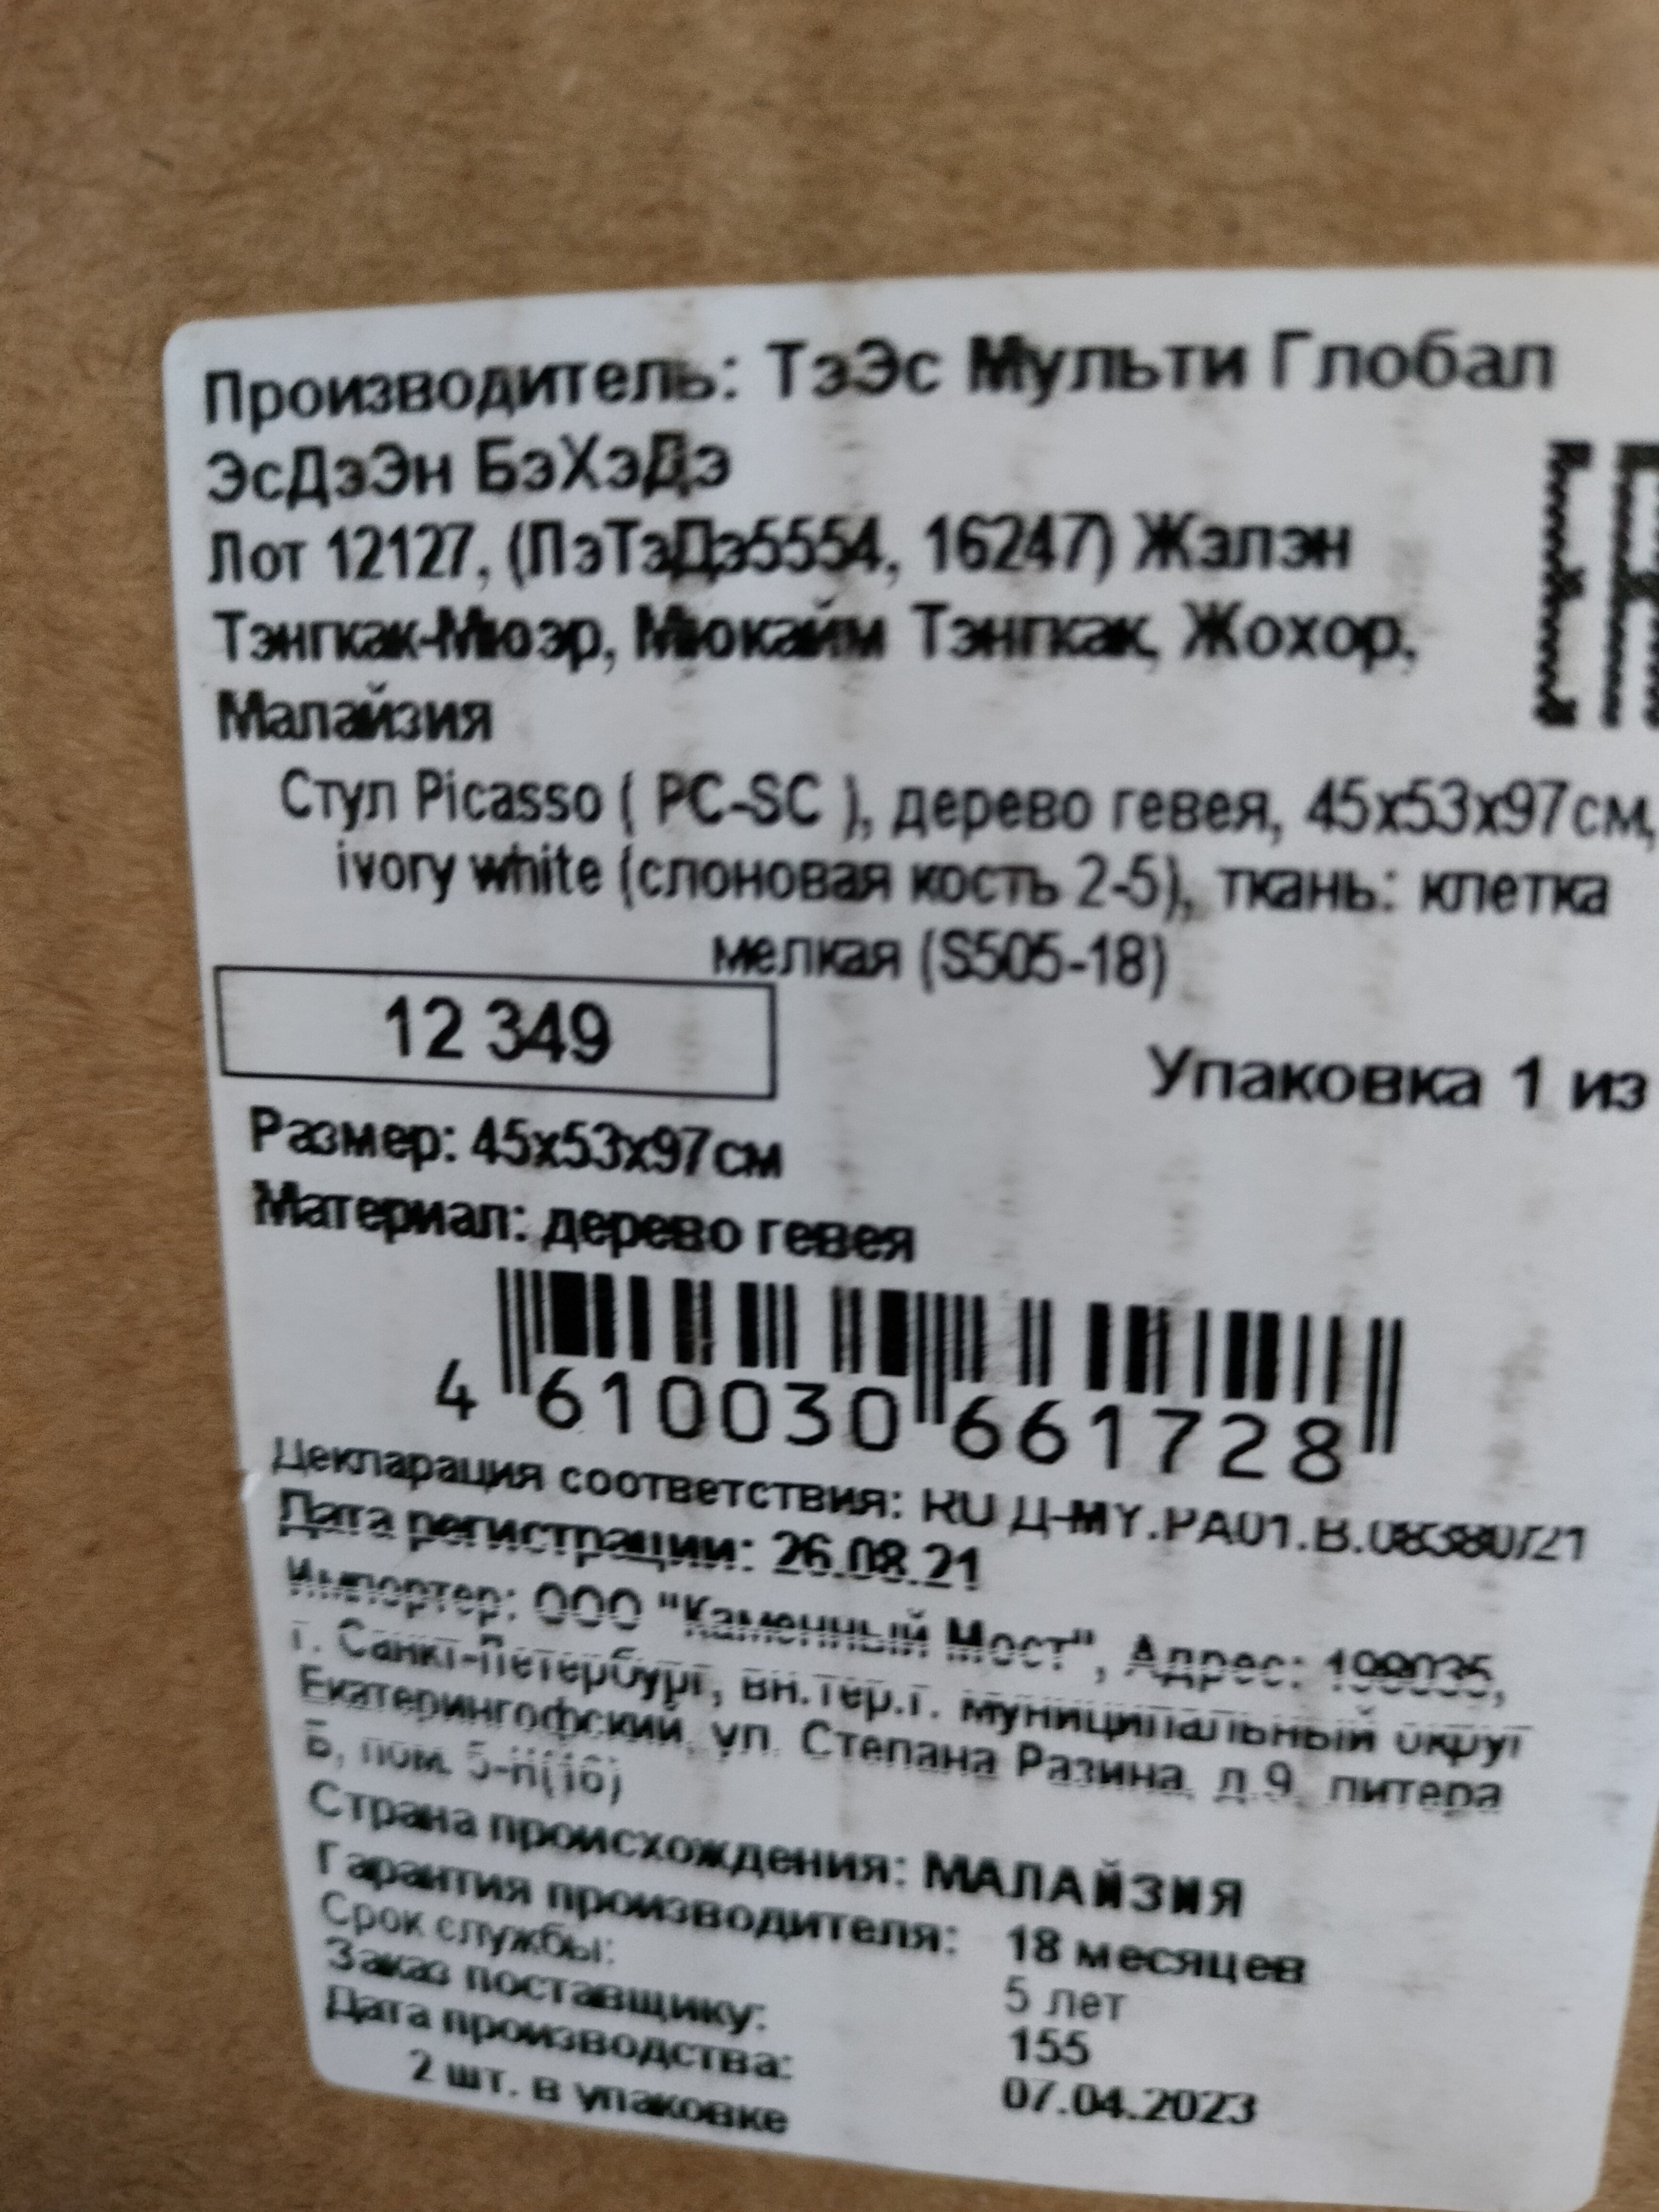 Производитель: ТэЭс Мульти Глобал
ЭсДэЭн БэХэДэ
Лот 12127, (ПэТэДэ5554, 16247) Жэлэн
Тэнгкак-Мюэр, Мюкайм Тэнгкак, Жохор,
Малайзия
Стул Picasso ( PC-SC ), дерево гевея, 45х53х97см,
ivory white (слоновая кость 2-5), ткань: клетка
мелкая (S505-18)
12 349
Упаковка 1 из
Размер: 45х53х97см
Материал: дерево гевея
4 610030 661728
Декларация соответствия: RU Д-MY.РА01.В.08380/21
Дата регистрации: 26.08.21
Импортер: ООО "Каменный Мост", Адрес:
г. Санкт-Петербург, вн.тер.г. муниципальный округ
Екатерингофский, ул. Степана Разина, д.9, литера
Б, пом. 5-н(16)
Страна происхождения: МАЛАЙЗИЯ
Гарантия производителя: 18 месяцев
Срок службы: 5 лет
Заказ поставщику: 155
Дата производства: 07.04.2023
2 шт. в упаковке